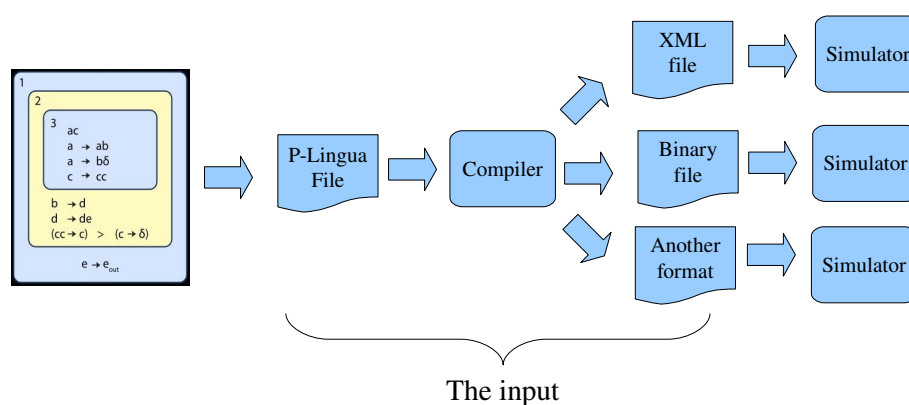 1
2
3
ac
a → ab
a → bδ
c → cc
b → d
d → de
(cc → c) > (c → δ)
e → e_out
P-Lingua
File
Compiler
XML
file
Simulator
Binary
file
Simulator
Another
format
Simulator
The input